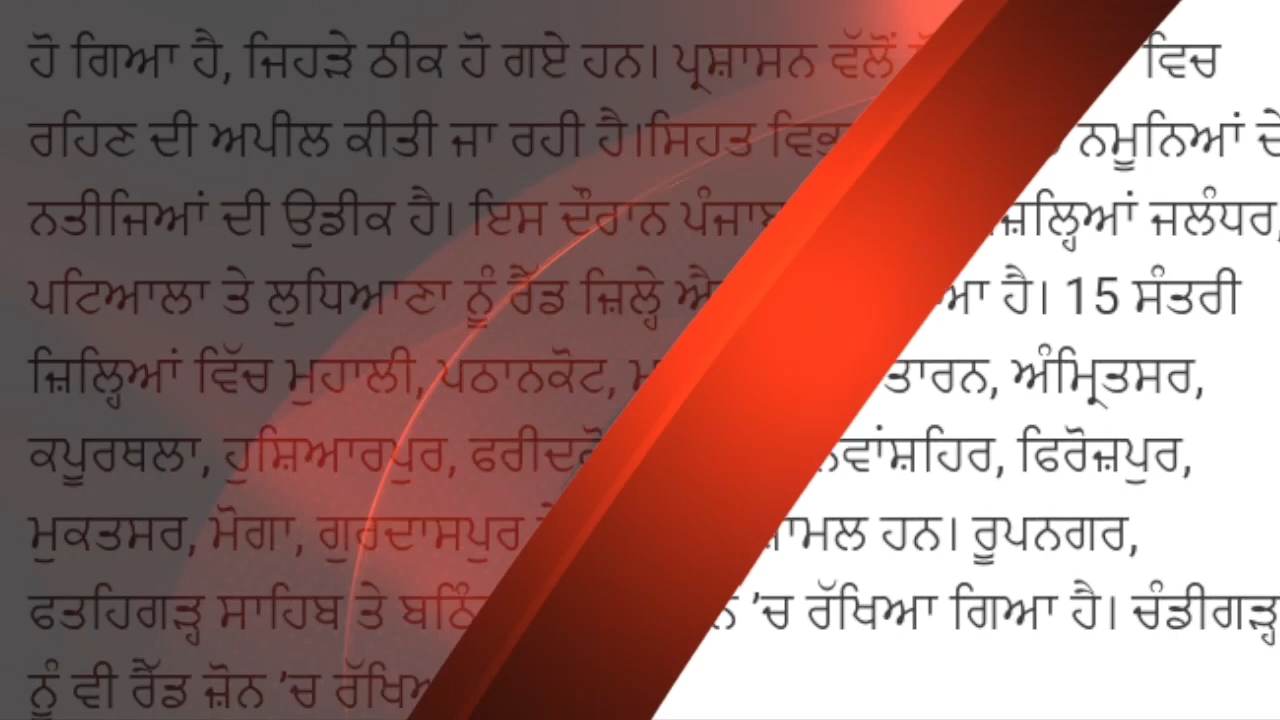 ਹੋ ਗਿਆ ਹੈ, ਜਿਹੜੇ ਠੀਕ ਹੋ ਗਏ ਹਨ। ਪ੍ਰਸ਼ਾਸਨ ਵੱਲੋਂ ਵਿਚ
ਰਹਿਣ ਦੀ ਅਪੀਲ ਕੀਤੀ ਜਾ ਰਹੀ ਹੈ।ਸਿਹਤ ਨਮੂਨਿਆਂ ਦੇ
ਨਤੀਜਿਆਂ ਦੀ ਉਡੀਕ ਹੈ। ਇਸ ਦੌਰਾਨ ਜ਼ਲ੍ਹਿਆਂ ਜਲੰਧਰ,
ਪਟਿਆਲਾ ਤੇ ਲੁਧਿਆਣਾ ਨੂੰ ਰੈੱਡ ਜ਼ਿਲ੍ਹੇ ਹੈ। 15 ਸੰਤਰੀ
ਜ਼ਿਲ੍ਹਿਆਂ ਵਿੱਚ ਮੁਹਾਲੀ, ਪਠਾਨਕੋਟ, ਤਾਰਨ, ਅੰਮ੍ਰਿਤਸਰ,
ਕਪੂਰਥਲਾ, ਹੁਸ਼ਿਆਰਪੁਰ, ਨਵਾਂਸ਼ਹਿਰ, ਫਿਰੋਜ਼ਪੁਰ,
ਮੁਕਤਸਰ, ਮੋਗਾ, ਗੁਰਦਾਸਪੁਰ ਹਨ। ਰੂਪਨਗਰ,
ਫਤਹਿਗੜ੍ਹ ਸਾਹਿਬ ਤੇ ’ਚ ਰੱਖਿਆ ਗਿਆ ਹੈ। ਚੰਡੀਗੜ੍ਹ
ਨੂੰ ਵੀ ਰੈੱਡ ਜ਼ੋਨ ’ਚ